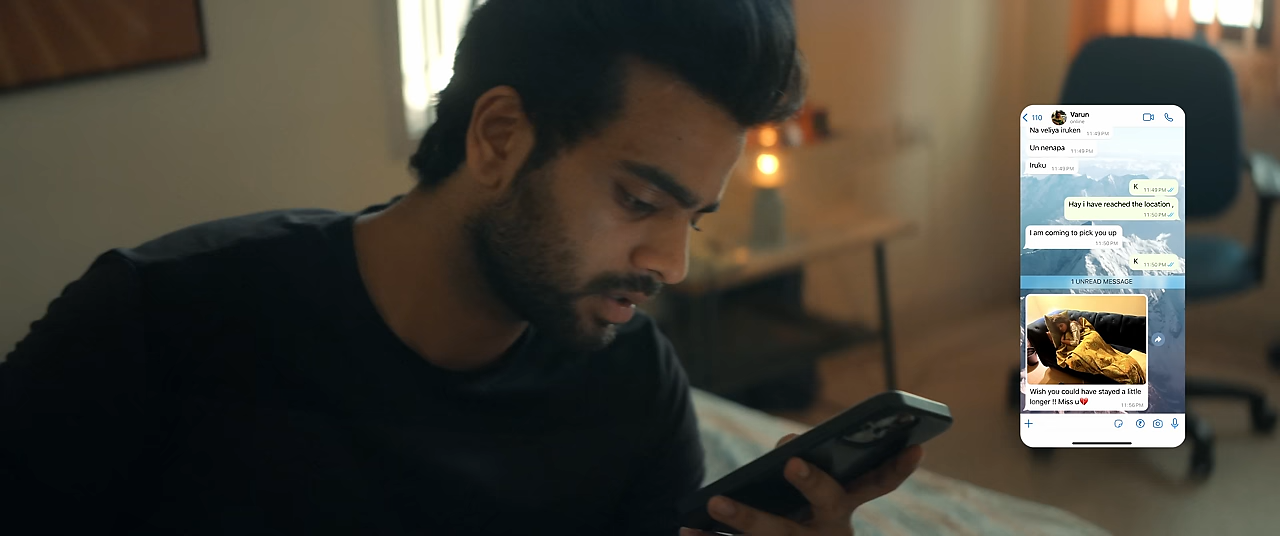 110
Varun
online
Na veliya iruken 11:49 PM
Un nenapa 11:49 PM
Iruku 11:49 PM
K 11:49 PM
Hay i have reached the location ,
11:50 PM
I am coming to pick you up
11:50 PM
K 11:50 PM
1 UNREAD MESSAGE
Wish you could have stayed a little
longer !! Miss u💔
11:56 PM